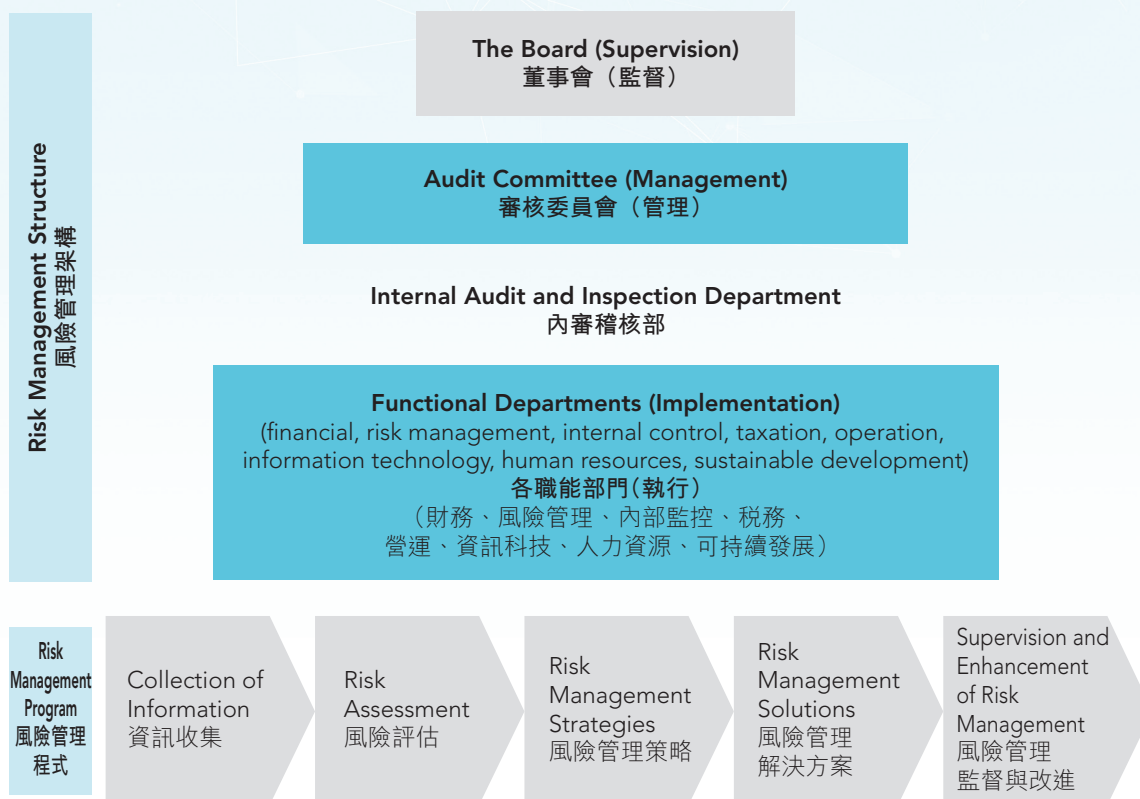 Risk Management Structure
風險管理架構
The Board (Supervision)
董事會（監督）
Audit Committee (Management)
審核委員會（管理）
Internal Audit and Inspection Department
內審稽核部
Functional Departments (Implementation)
(financial, risk management, internal control, taxation, operation,
information technology, human resources, sustainable development)
各職能部門（執行）
（財務、風險管理、內部監控、稅務、
營運、資訊科技、人力資源、可持續發展）
Risk
Management
Program
風險管理
程式
Collection of
Information
資訊收集
Risk
Assessment
風險評估
Risk
Management
Strategies
風險管理策略
Risk
Management
Solutions
風險管理
解決方案
Supervision and
Enhancement
of Risk
Management
風險管理
監督與改進